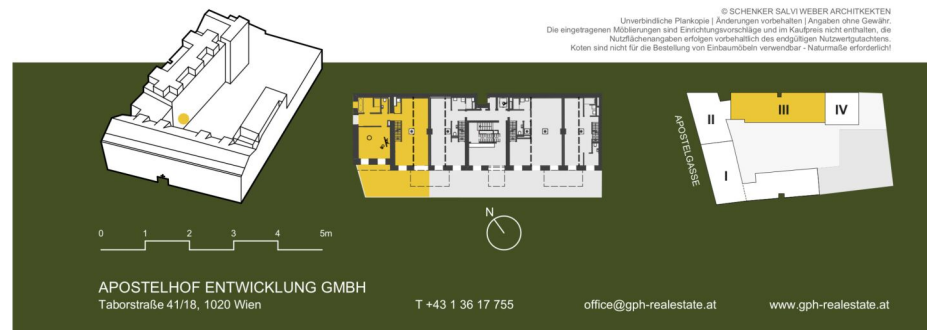 © SCHENKER SALVI WEBER ARCHITKEKTEN
Unverbindliche Plankopie | Änderungen vorbehalten | Angaben ohne Gewähr.
Die eingetragenen Möblierungen sind Einrichtungsvorschläge und im Kaufpreis nicht enthalten, die
Nutzflächenangaben erfolgen vorbehaltlich des endgültigen Nutzwertgutachtens.
Koten sind nicht für die Bestellung von Einbaumöbeln verwendbar - Naturmaße erforderlich!
II
III
IV
I
APOSTELGASSE
N
0 1 2 3 4 5m
APOSTELHOF ENTWICKLUNG GMBH
Taborstraße 41/18, 1020 Wien T +43 1 36 17 755 office@gph-realestate.at www.gph-realestate.at